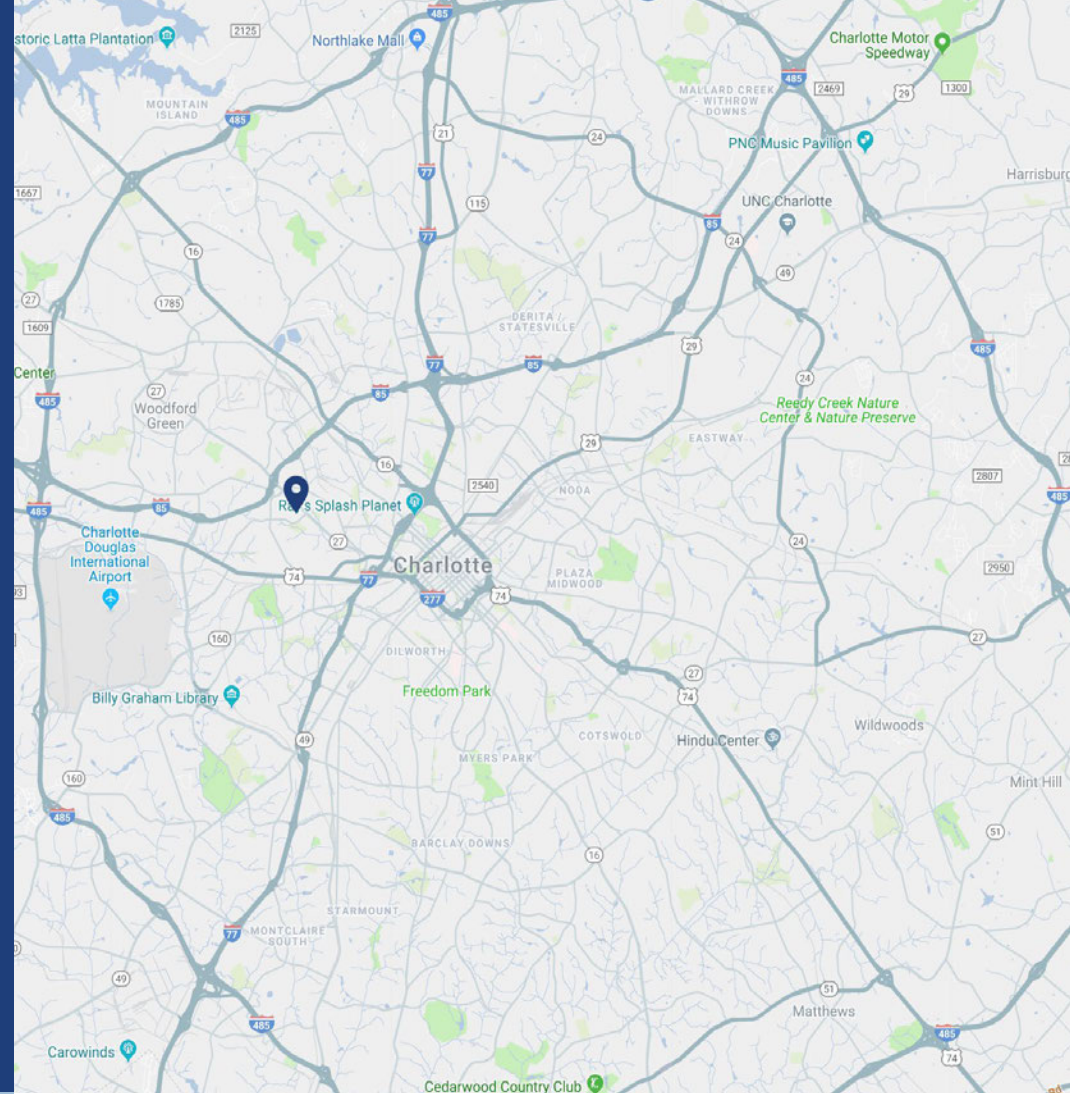 485
storic Latta Plantation
2125
Northlake Mall
Charlotte Motor
Speedway
485
2469
29
1300
MALLARD CREEK
- WITHROW
DOWNS
MOUNTAIN
ISLAND
485
21
24
PNC Music Pavilion
77
Harrisburg
1667
115
UNC Charlotte
85
24
77
16
49
27
1785
1609
DERITA /
STATESVILLE
29
485
77
85
Center
485
27
85
24
Woodford
Green
Reedy Creek Nature
Center & Nature Preserve
EASTWAY
29
16
2540
2807
NODA
485
Splash Planet
85
485
Charlotte
Douglas
International
Airport
27
24
Charlotte
74
77
PLAZA
MIDWOOD
2950
277
74
160
27
DILWORTH
27
Freedom Park
74
Billy Graham Library
49
COTSWOLD
Hindu Center
Wildwoods
MYERS PARK
160
Mint Hill
485
51
BARCLAY DOWNS
16
STARMOUNT
77
MONTCLAIRE
SOUTH
49
51
Matthews
485
485
Carowinds
74
Cedarwood Country Club